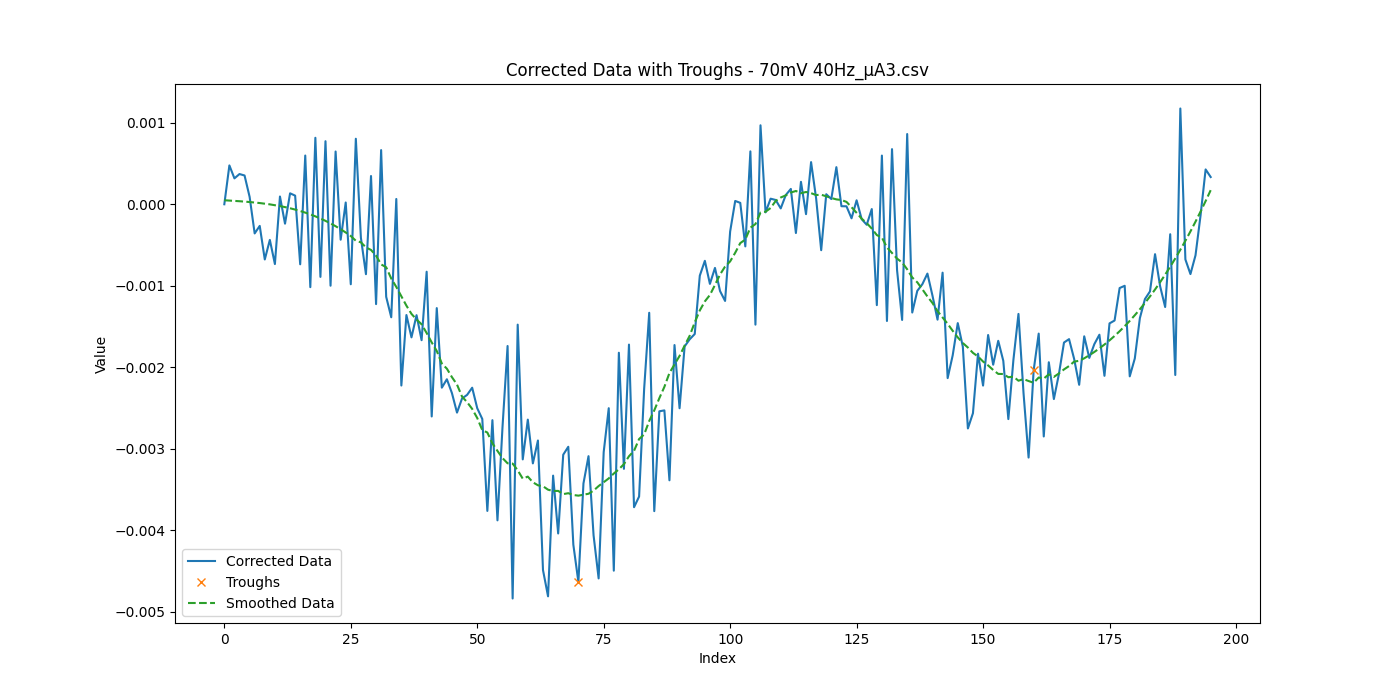 Corrected Data with Troughs - 70mV 40Hz_µA3.csv
0.001
0.000
−0.001
−0.002
−0.003
−0.004
−0.005
Value
Corrected Data
Troughs
Smoothed Data
0 25 50 75 100 125 150 175 200
Index